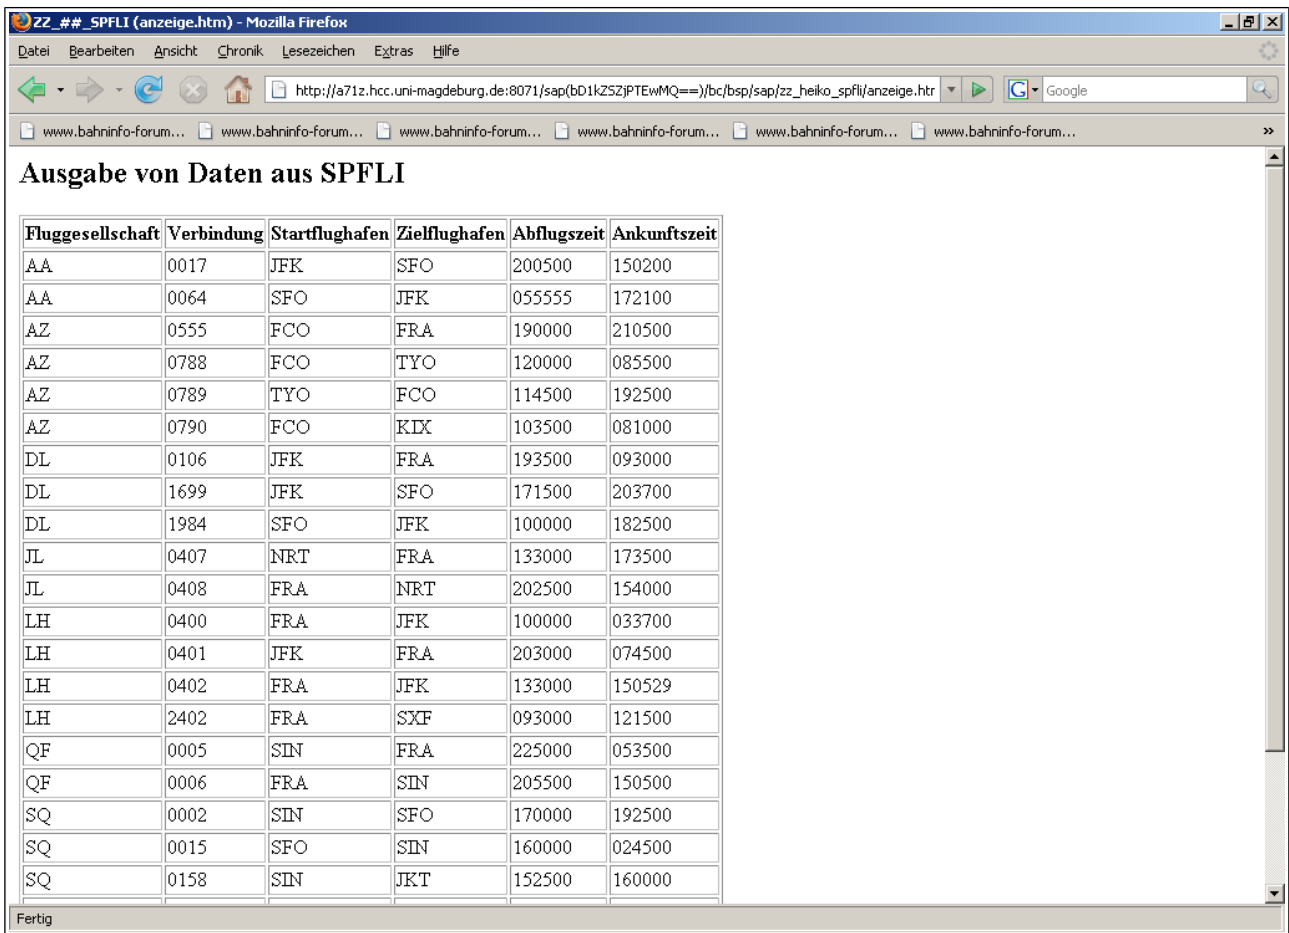 ZZ_##_SPFLI (anzeige.htm) - Mozilla Firefox
Datei Bearbeiten Ansicht Chronik Lesezeichen Extras Hilfe
http://a71z.hcc.uni-magdeburg.de:8071/sap(bD1kZSZjPTEwMQ==)/bc/bsp/sap/zz_heiko_spfli/anzeige.htr G Google
www.bahninfo-forum... www.bahninfo-forum... www.bahninfo-forum... www.bahninfo-forum... www.bahninfo-forum... www.bahninfo-forum... »
Ausgabe von Daten aus SPFLI
Fluggesellschaft Verbindung Startflughafen Zielflughafen Abflugszeit Ankunftszeit
AA 0017 JFK SFO 200500 150200
AA 0064 SFO JFK 055555 172100
AZ 0555 FCO FRA 190000 210500
AZ 0788 FCO TYO 120000 085500
AZ 0789 TYO FCO 114500 192500
AZ 0790 FCO KIX 103500 081000
DL 0106 JFK FRA 193500 093000
DL 1699 JFK SFO 171500 203700
DL 1984 SFO JFK 100000 182500
JL 0407 NRT FRA 133000 173500
JL 0408 FRA NRT 202500 154000
LH 0400 FRA JFK 100000 033700
LH 0401 JFK FRA 203000 074500
LH 0402 FRA JFK 133000 150529
LH 2402 FRA SXF 093000 121500
QF 0005 SIN FRA 225000 053500
QF 0006 FRA SIN 205500 150500
SQ 0002 SIN SFO 170000 192500
SQ 0015 SFO SIN 160000 024500
SQ 0158 SIN JKT 152500 160000
Fertig